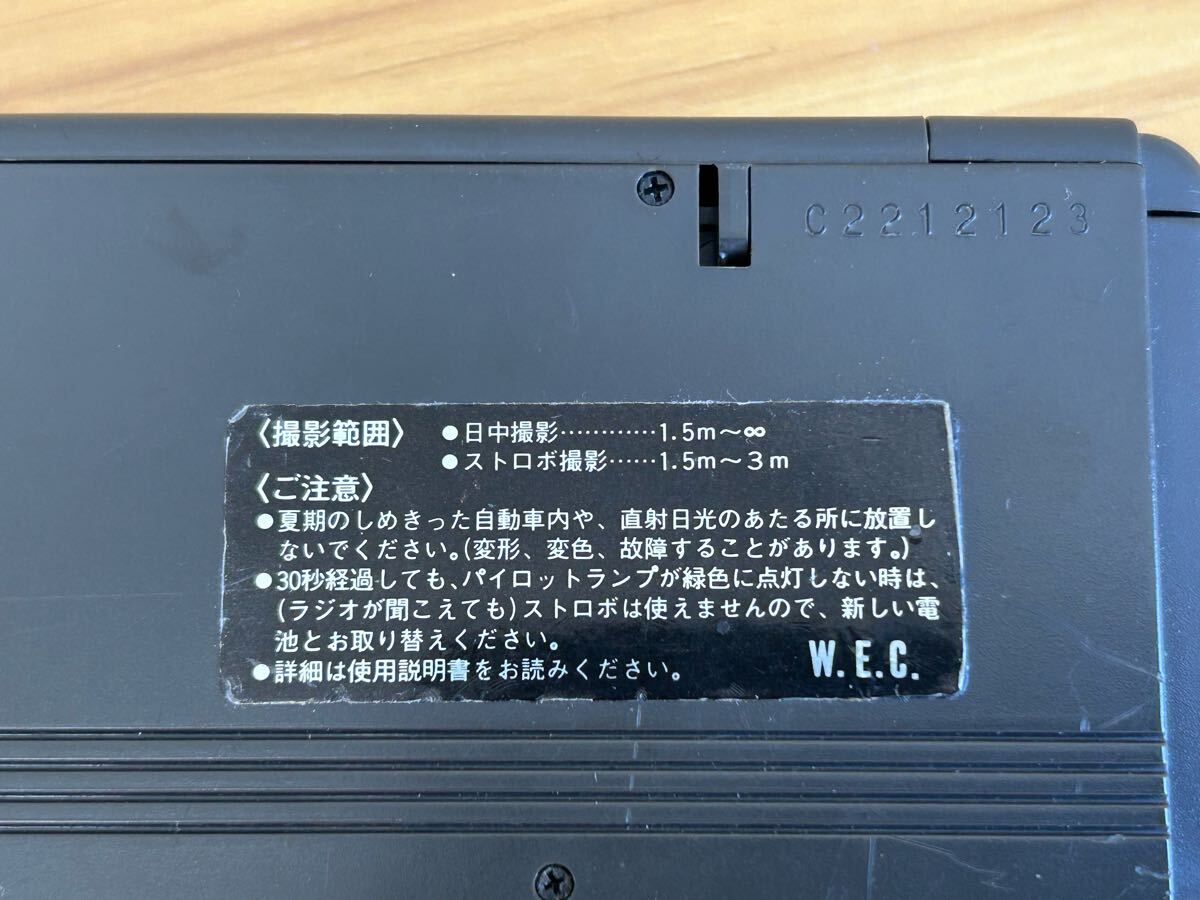 C2212123
〈撮影範囲〉 ●日中撮影…………1.5m〜∞
●ストロボ撮影……1.5m〜3m
〈ご注意〉
●夏期のしめきった自動車内や、直射日光のあたる所に放置し
ないでください。(変形、変色、故障することがあります。)
●30秒経過しても、パイロットランプが緑色に点灯しない時は、
(ラジオが聞こえても)ストロボは使えませんので、新しい電
池とお取り替えください。
●詳細は使用説明書をお読みください。
W.E.C.